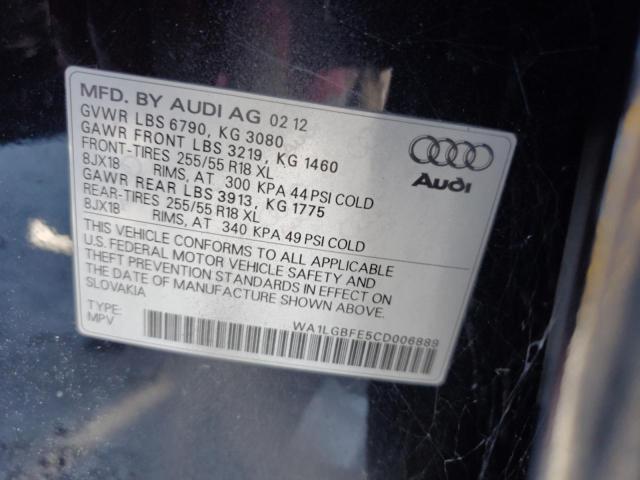 MFD. BY AUDI AG 02 12
GVWR LBS 6790, KG 3080
GAWR FRONT LBS 3219, KG 1460
FRONT-TIRES 255/55 R18 XL
8JX18 RIMS, AT 300 KPA 44 PSI COLD
GAWR REAR LBS 3913, KG 1775
REAR-TIRES 255/55 R18 XL
8JX18 RIMS, AT 340 KPA 49 PSI COLD
THIS VEHICLE CONFORMS TO ALL APPLICABLE
U.S. FEDERAL MOTOR VEHICLE SAFETY AND
THEFT PREVENTION STANDARDS IN EFFECT ON
THE DATE OF MANUFACTURE SHOWN ABOVE.
SLOVAKIA
TYPE:
MPV
WA1LGBFE5CD006889
Audi